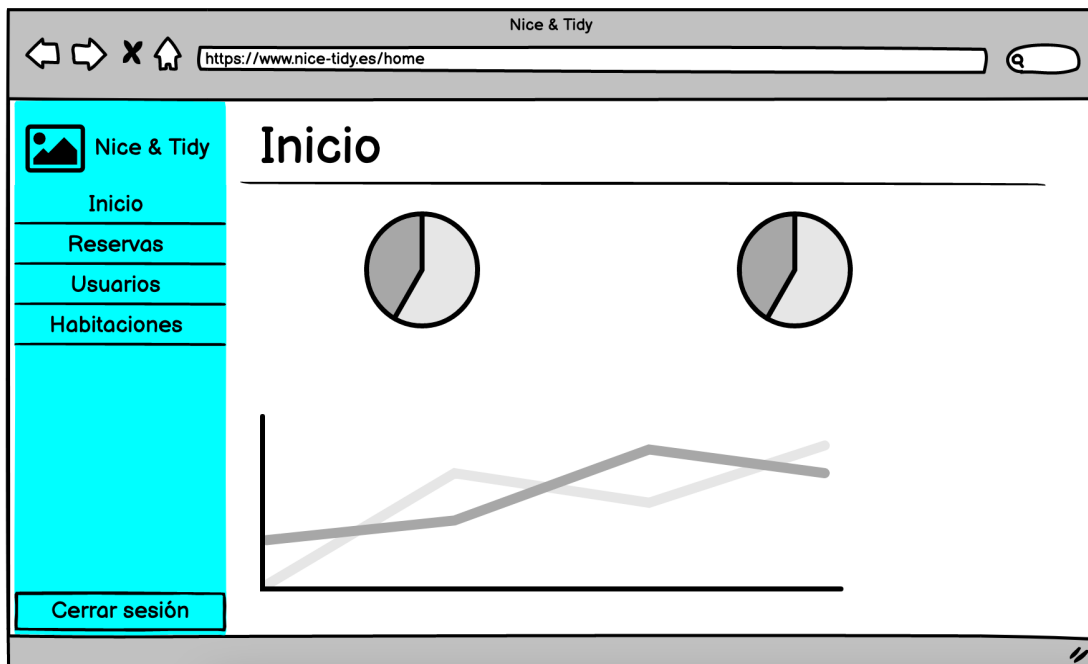 Nice & Tidy
https://www.nice-tidy.es/home
Nice & Tidy
Inicio
Inicio
Reservas
Usuarios
Habitaciones
Cerrar sesión